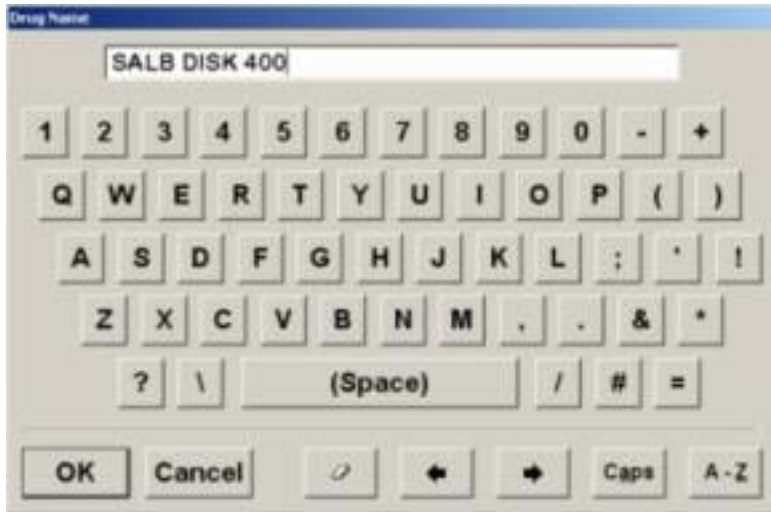 Drug Name
SALB DISK 400
1 2 3 4 5 6 7 8 9 0 - +
Q W E R T Y U I O P ( )
A S D F G H J K L ; ' !
Z X C V B N M , . & *
? \ (Space) / # =
OK Cancel Caps A - Z